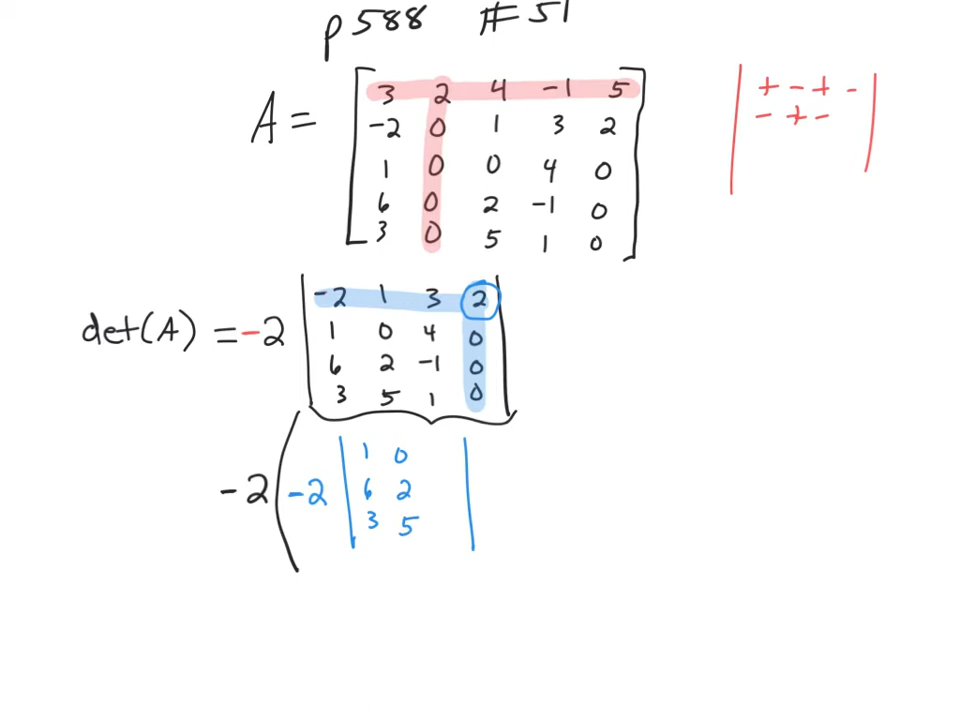 p 588 # 51
A = [ 3 2 4 -1 5
-2 0 1 3 2
1 0 0 4 0
6 0 2 -1 0
3 0 5 1 0 ]
| + - + - |
- + -
det(A) = -2 | -2 1 3 2
1 0 4 0
6 2 -1 0
3 5 1 0 |
-2 ( -2 | 1 0
6 2
3 5 |